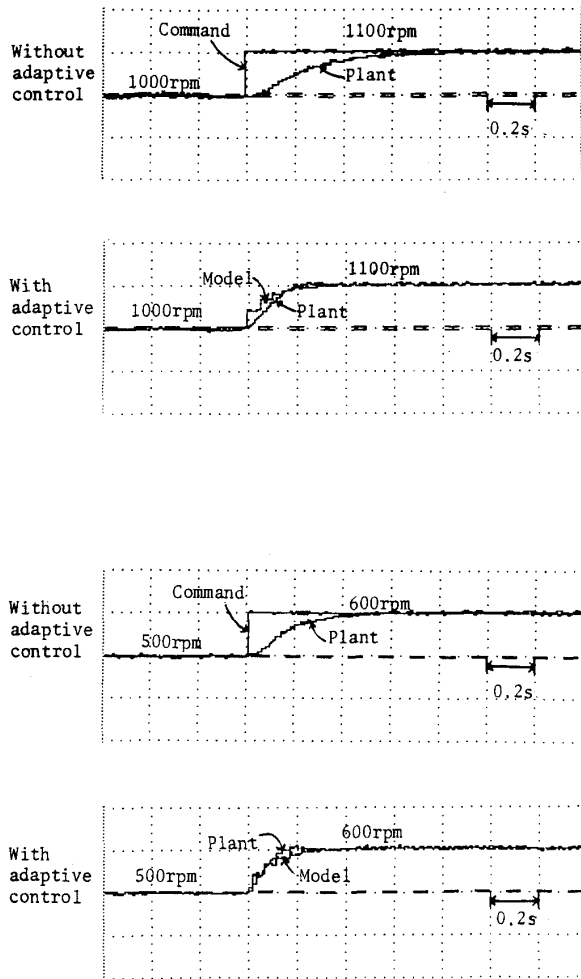 Without
adaptive
control
Command
1100rpm
Plant
1000rpm
0.2s
With
adaptive
control
Model
1100rpm
Plant
1000rpm
0.2s
Without
adaptive
control
Command
600rpm
Plant
500rpm
0.2s
With
adaptive
control
Plant
600rpm
Model
500rpm
0.2s